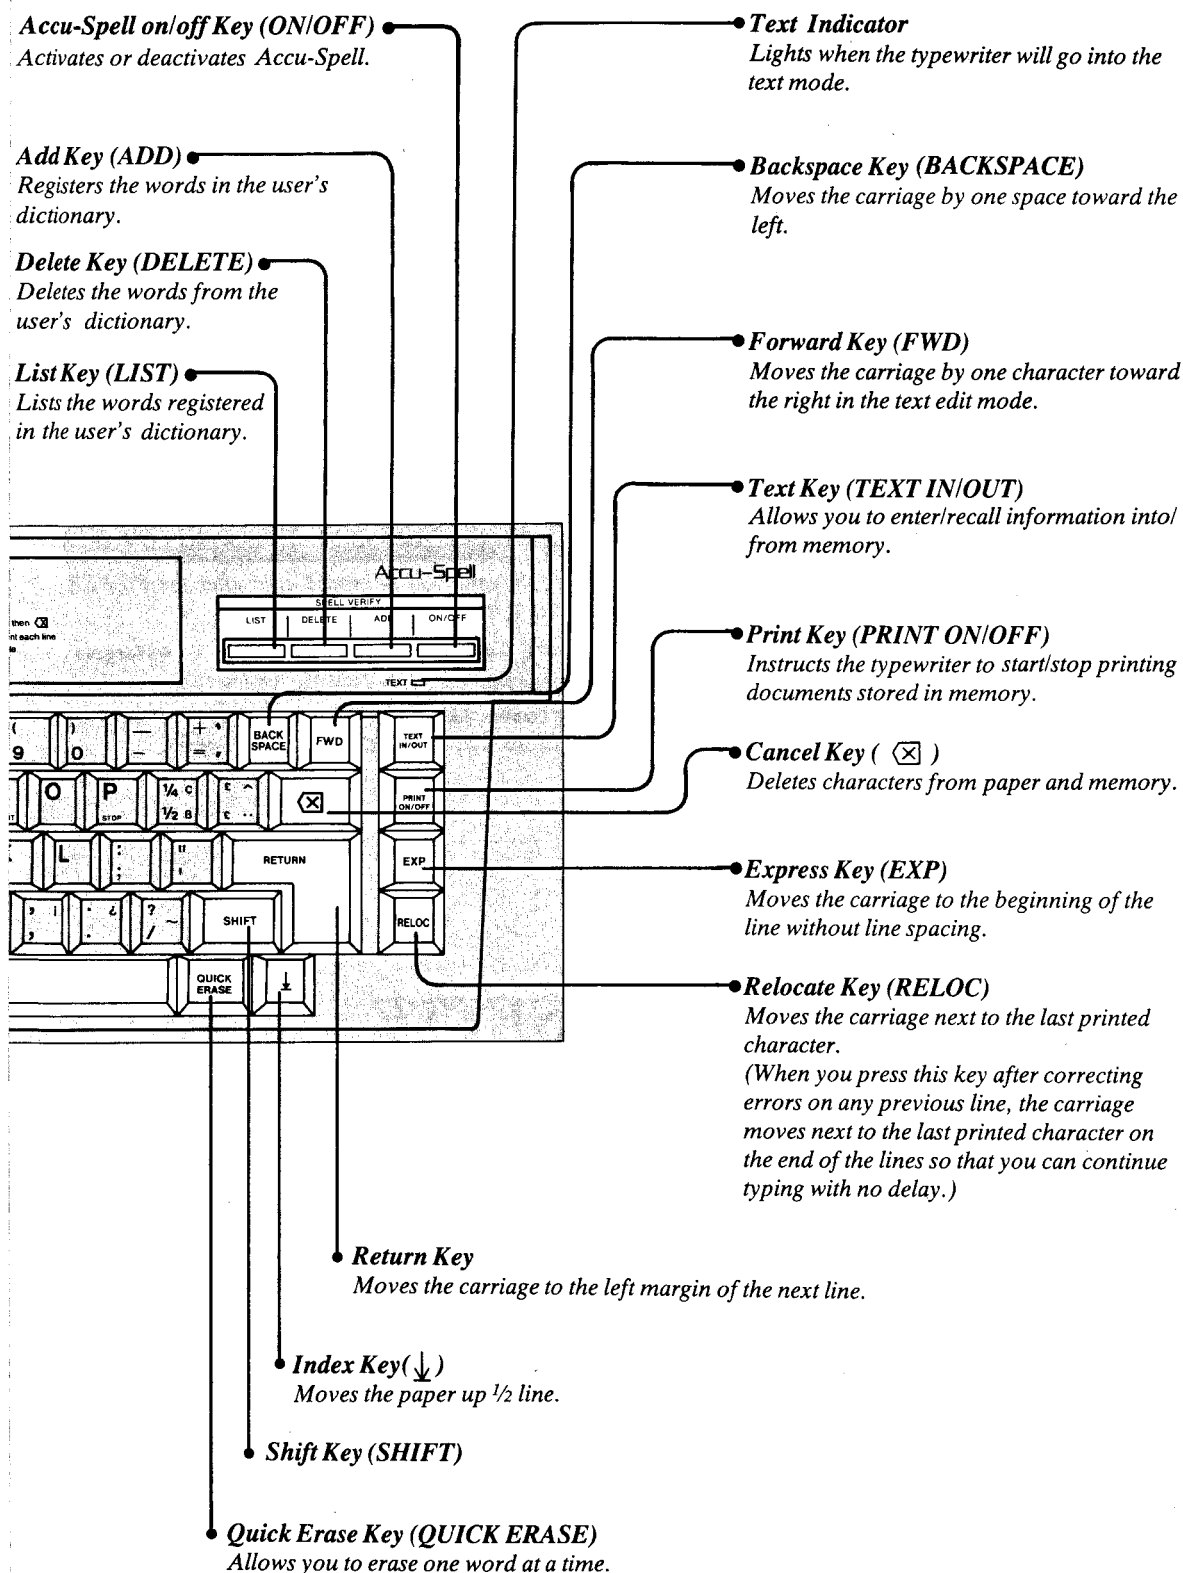 Accu-Spell on/off Key (ON/OFF)
Activates or deactivates Accu-Spell.
Add Key (ADD)
Registers the words in the user's
dictionary.
Delete Key (DELETE)
Deletes the words from the
user's dictionary.
List Key (LIST)
Lists the words registered
in the user's dictionary.
Text Indicator
Lights when the typewriter will go into the
text mode.
Backspace Key (BACKSPACE)
Moves the carriage by one space toward the
left.
Forward Key (FWD)
Moves the carriage by one character toward
the right in the text edit mode.
Text Key (TEXT IN/OUT)
Allows you to enter/recall information into/
from memory.
Print Key (PRINT ON/OFF)
Instructs the typewriter to start/stop printing
documents stored in memory.
Cancel Key ( ⌫ )
Deletes characters from paper and memory.
Express Key (EXP)
Moves the carriage to the beginning of the
line without line spacing.
Relocate Key (RELOC)
Moves the carriage next to the last printed
character.
(When you press this key after correcting
errors on any previous line, the carriage
moves next to the last printed character on
the end of the lines so that you can continue
typing with no delay.)
Accu-Spell
SPELL VERIFY
LIST DELETE ADD ON/OFF
TEXT
then ⌫
nt each line
( 9
) 0
— –
+ =
BACK
SPACE
FWD
TEXT
IN/OUT
O
P
STOP
¼ C
½ B
£ ^
£ ¨
⌫
PRINT
ON/OFF
L
: ;
" '
RETURN
EXP
, ¡ ,
. ¿ .
? ~ /
SHIFT
RELOC
QUICK
ERASE
↓
Return Key
Moves the carriage to the left margin of the next line.
Index Key(↓)
Moves the paper up ½ line.
Shift Key (SHIFT)
Quick Erase Key (QUICK ERASE)
Allows you to erase one word at a time.